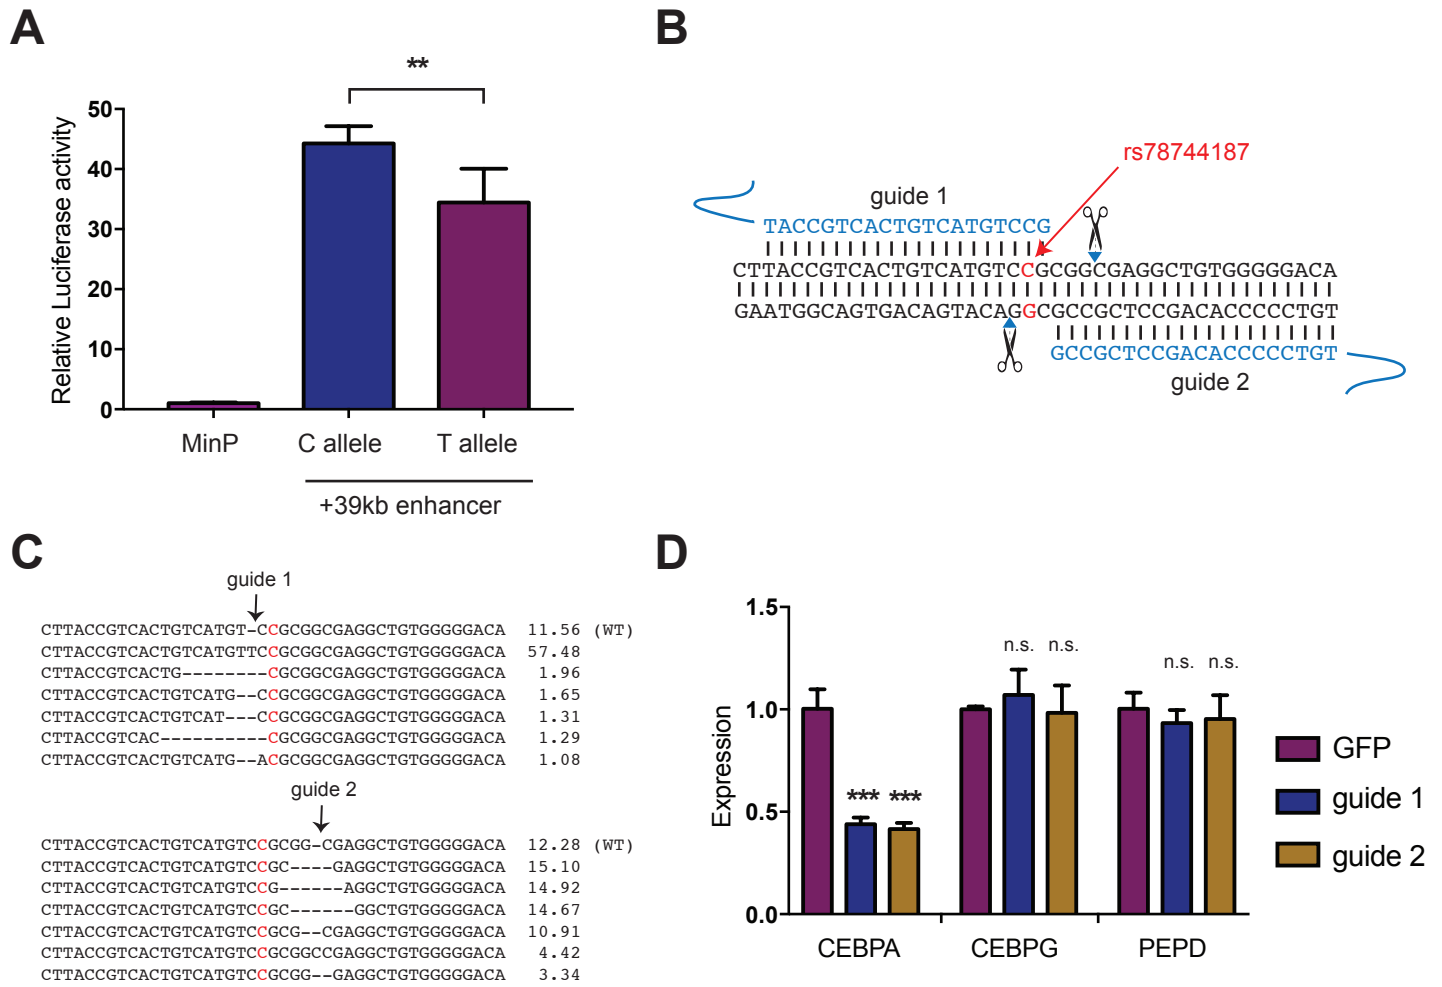 A
**
50
40
30
20
10
0
Relative Luciferase activity
MinP
C allele
T allele
+39kb enhancer
B
rs78744187
guide 1
TACCGTCACTGTCATGTCCG
CTTACCGTCACTGTCATGTCCGCGGCGAGGCTGTGGGGGACA
GAATGGCAGTGACAGTACAGGCGCCGCTCCGACACCCCCTGT
GCCGCTCCGACACCCCCTGT
guide 2
C
guide 1
CTTACCGTCACTGTCATGT-CCGCGGCGAGGCTGTGGGGGACA 11.56 (WT)
CTTACCGTCACTGTCATGTTCCGCGGCGAGGCTGTGGGGGACA 57.48
CTTACCGTCACTG--------CGCGGCGAGGCTGTGGGGGACA 1.96
CTTACCGTCACTGTCATG--CCGCGGCGAGGCTGTGGGGGACA 1.65
CTTACCGTCACTGTCAT---CCGCGGCGAGGCTGTGGGGGACA 1.31
CTTACCGTCAC----------CGCGGCGAGGCTGTGGGGGACA 1.29
CTTACCGTCACTGTCATG--ACGCGGCGAGGCTGTGGGGGACA 1.08
guide 2
CTTACCGTCACTGTCATGTCCGCGG-CGAGGCTGTGGGGGACA 12.28 (WT)
CTTACCGTCACTGTCATGTCCGC----GAGGCTGTGGGGGACA 15.10
CTTACCGTCACTGTCATGTCCG------AGGCTGTGGGGGACA 14.92
CTTACCGTCACTGTCATGTCCGC------GGCTGTGGGGGACA 14.67
CTTACCGTCACTGTCATGTCCGCG--CGAGGCTGTGGGGGACA 10.91
CTTACCGTCACTGTCATGTCCGCGGCCGAGGCTGTGGGGGACA 4.42
CTTACCGTCACTGTCATGTCCGCGG--GAGGCTGTGGGGGACA 3.34
D
1.5
1.0
0.5
0.0
Expression
*** ***
n.s. n.s.
n.s. n.s.
CEBPA
CEBPG
PEPD
GFP
guide 1
guide 2